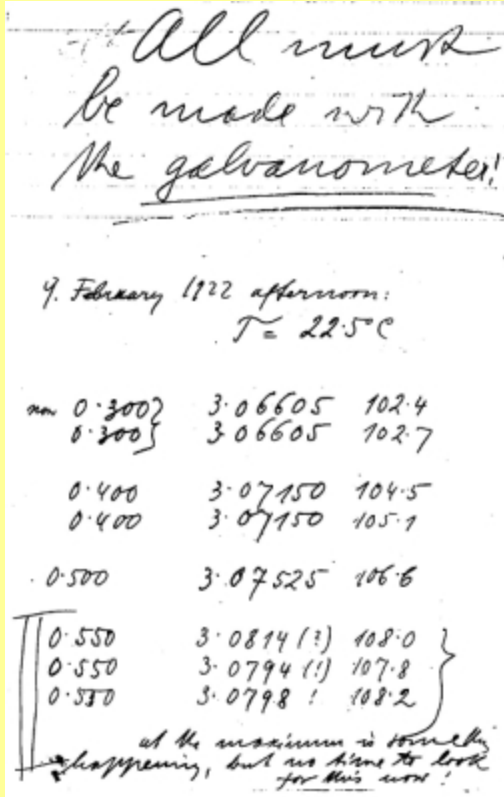 All must
be made with
the galvanometer!
9. February 1922 afternoon:
T = 22.5°C
0.300} 3.06605 102.4
0.300} 3.06605 102.7
0.400 3.07150 104.5
0.400 3.07150 105.1
0.500 3.07525 106.6
0.550 3.0814 (?) 108.0
0.550 3.0794 (!) 107.8
0.550 3.0798 ! 108.2
at the maximum is something
happening, but no time to look
for this now!